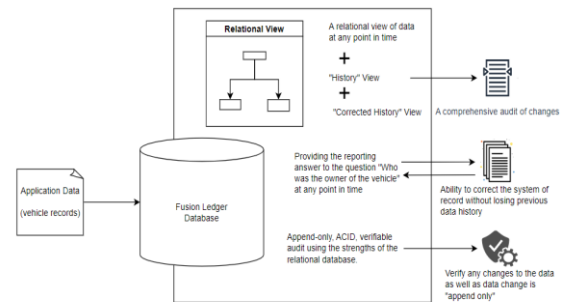 Relational View
A relational view of data
at any point in time
+
"History" View
+
"Corrected History" View
A comprehensive audit of changes
Application Data
(vehicle records)
Fusion Ledger
Database
Providing the reporting
answer to the question "Who
was the owner of the vehicle"
at any point in time
Ability to correct the system of
record without losing previous
data history
Append-only, ACID, verifiable
audit using the strengths of the
relational database.
Verify any changes to the data
as well as data change is
"append only"